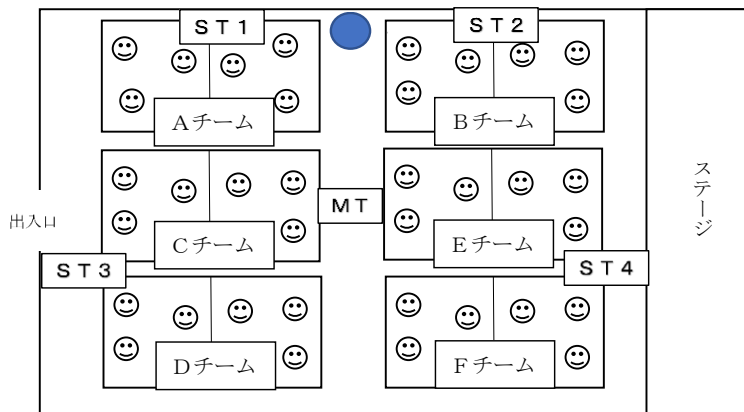 ＳＴ１
ＳＴ２
Ａチーム
Ｂチーム
ＭＴ
出入口
Ｃチーム
Ｅチーム
ＳＴ３
ＳＴ４
Ｄチーム
Ｆチーム
ステージ